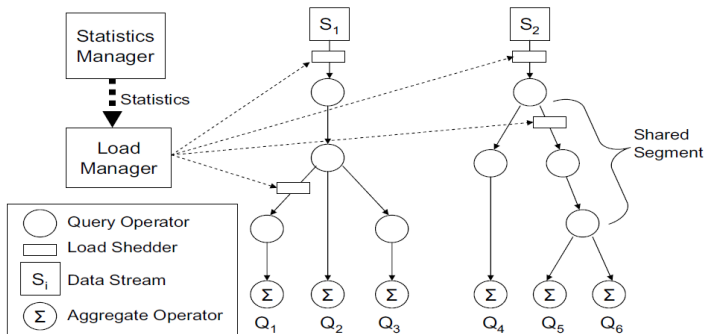 Statistics
Manager
Statistics
Load
Manager
S1
S2
Shared
Segment
Query Operator
Load Shedder
Si Data Stream
Σ Aggregate Operator
Σ Σ Σ Σ Σ Σ
Q1 Q2 Q3 Q4 Q5 Q6